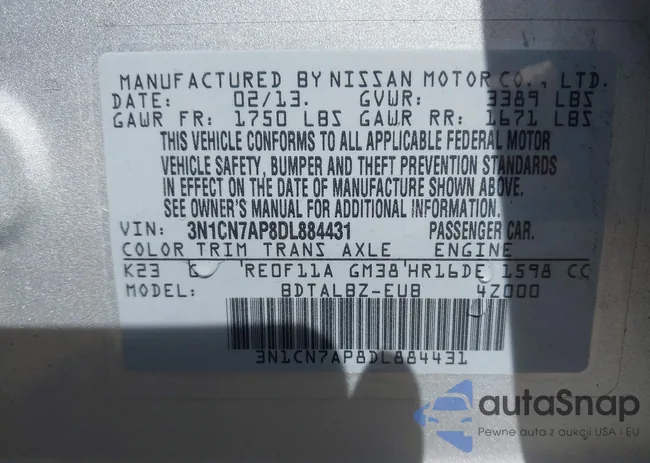 MANUFACTURED BY NISSAN MOTOR CO., LTD.
DATE: 02/13. GVWR: 3389 LBS
GAWR FR: 1750 LBS GAWR RR: 1671 LBS
THIS VEHICLE CONFORMS TO ALL APPLICABLE FEDERAL MOTOR
VEHICLE SAFETY, BUMPER AND THEFT PREVENTION STANDARDS
IN EFFECT ON THE DATE OF MANUFACTURE SHOWN ABOVE.
SEE OWNER'S MANUAL FOR ADDITIONAL INFORMATION.
VIN: 3N1CN7AP8DL884431 PASSENGER CAR.
COLOR TRIM TRANS AXLE ENGINE
K23 G RE0F11A GM38 HR16DE 1598 CC
MODEL: BDTALBZ-EUB 4Z000
3N1CN7AP8DL884431
autoSnap
Pewne auta z aukcji USA - EU